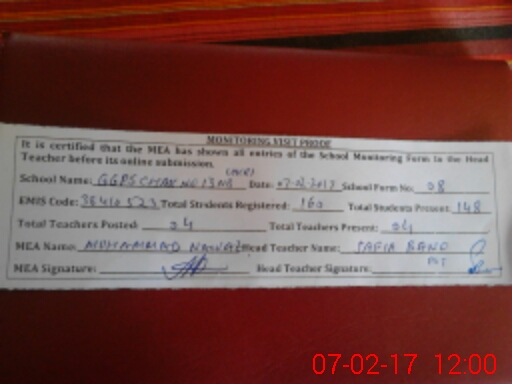 MONITORING VISIT PROOF
It is certified that the MEA has shown all entries of the School Monitoring Form to the Head
Teacher before its online submission.
School Name: GGPS CHAK NO 13 NB Date: 07-02-2017 School Form No: 08
EMIS Code: 38410523 Total Students Registered: 160 Total Students Present: 148
Total Teachers Posted: 04 Total Teachers Present: 04
MEA Name: MUHAMMAD NAWAZ Head Teacher Name: SAFIA BANO
MEA Signature: Head Teacher Signature:
07-02-17 12:00